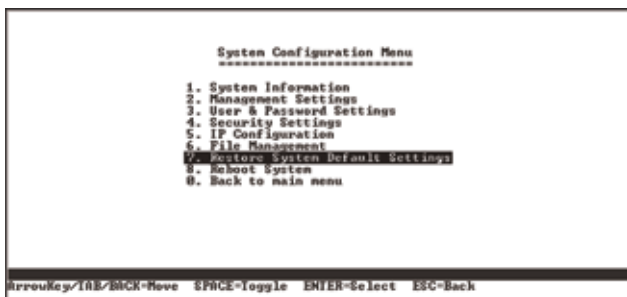 System Configuration Menu
=========================
1. System Information
2. Management Settings
3. User & Password Settings
4. Security Settings
5. IP Configuration
6. File Management
7. Restore System Default Settings
8. Reboot System
0. Back to main menu
ArrowKey/TAB/BACK=Move SPACE=Toggle ENTER=Select ESC=Back